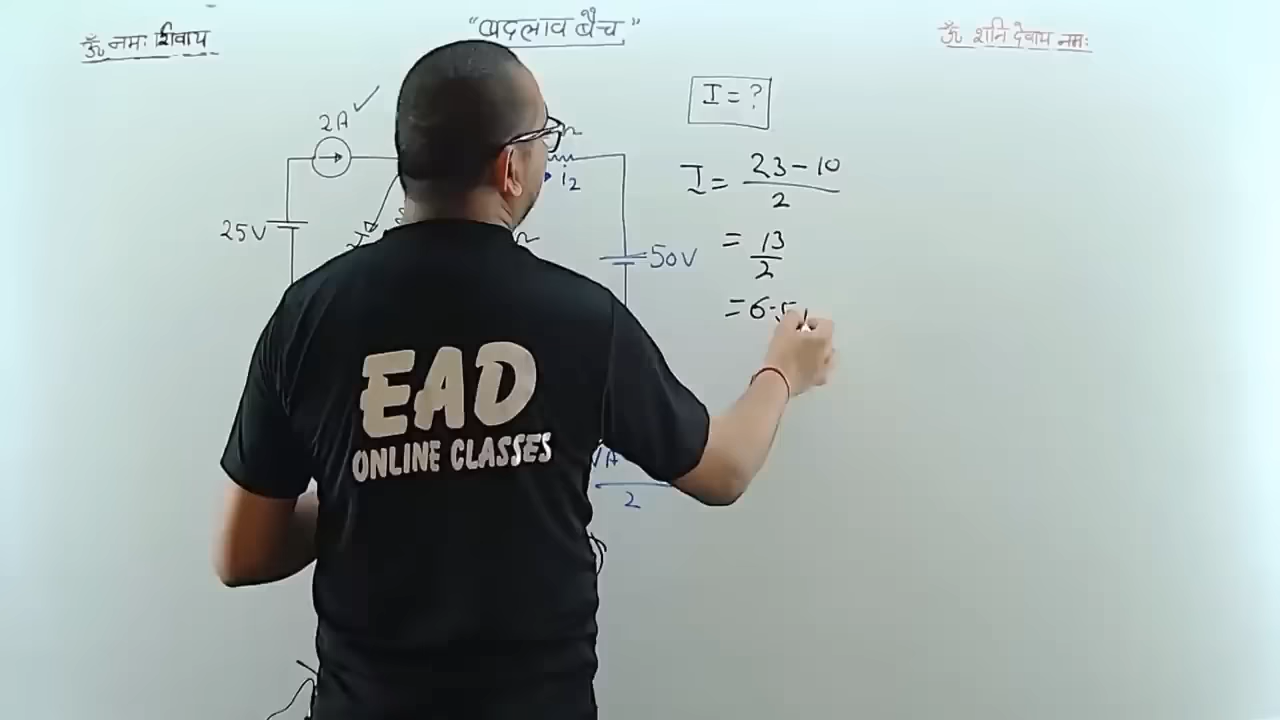 ॐ नमः शिवाय
"बदलाव बैच"
ॐ शनि देवाय नमः
2A
I = ?
i₂
I = 23-10
2
25V
50V
= 13
2
= 6.5
EAD
ONLINE CLASSES
VA
2